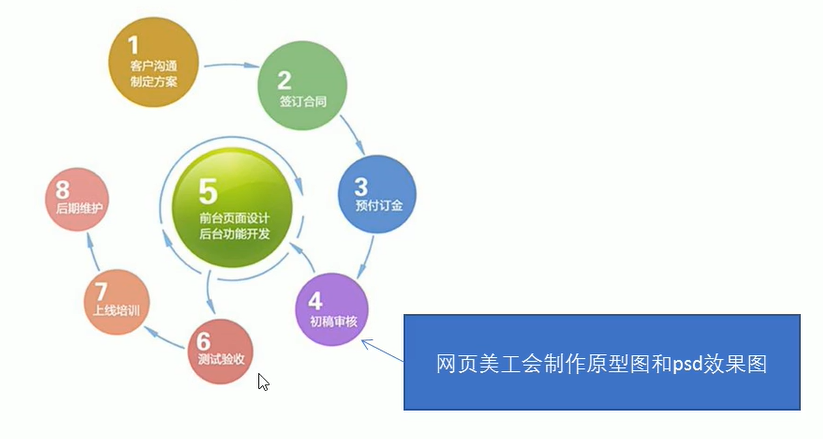 1
客户沟通
制定方案
2
签订合同
3
预付订金
4
初稿审核
5
前台页面设计
后台功能开发
6
测试验收
7
上线培训
8
后期维护
网页美工会制作原型图和psd效果图